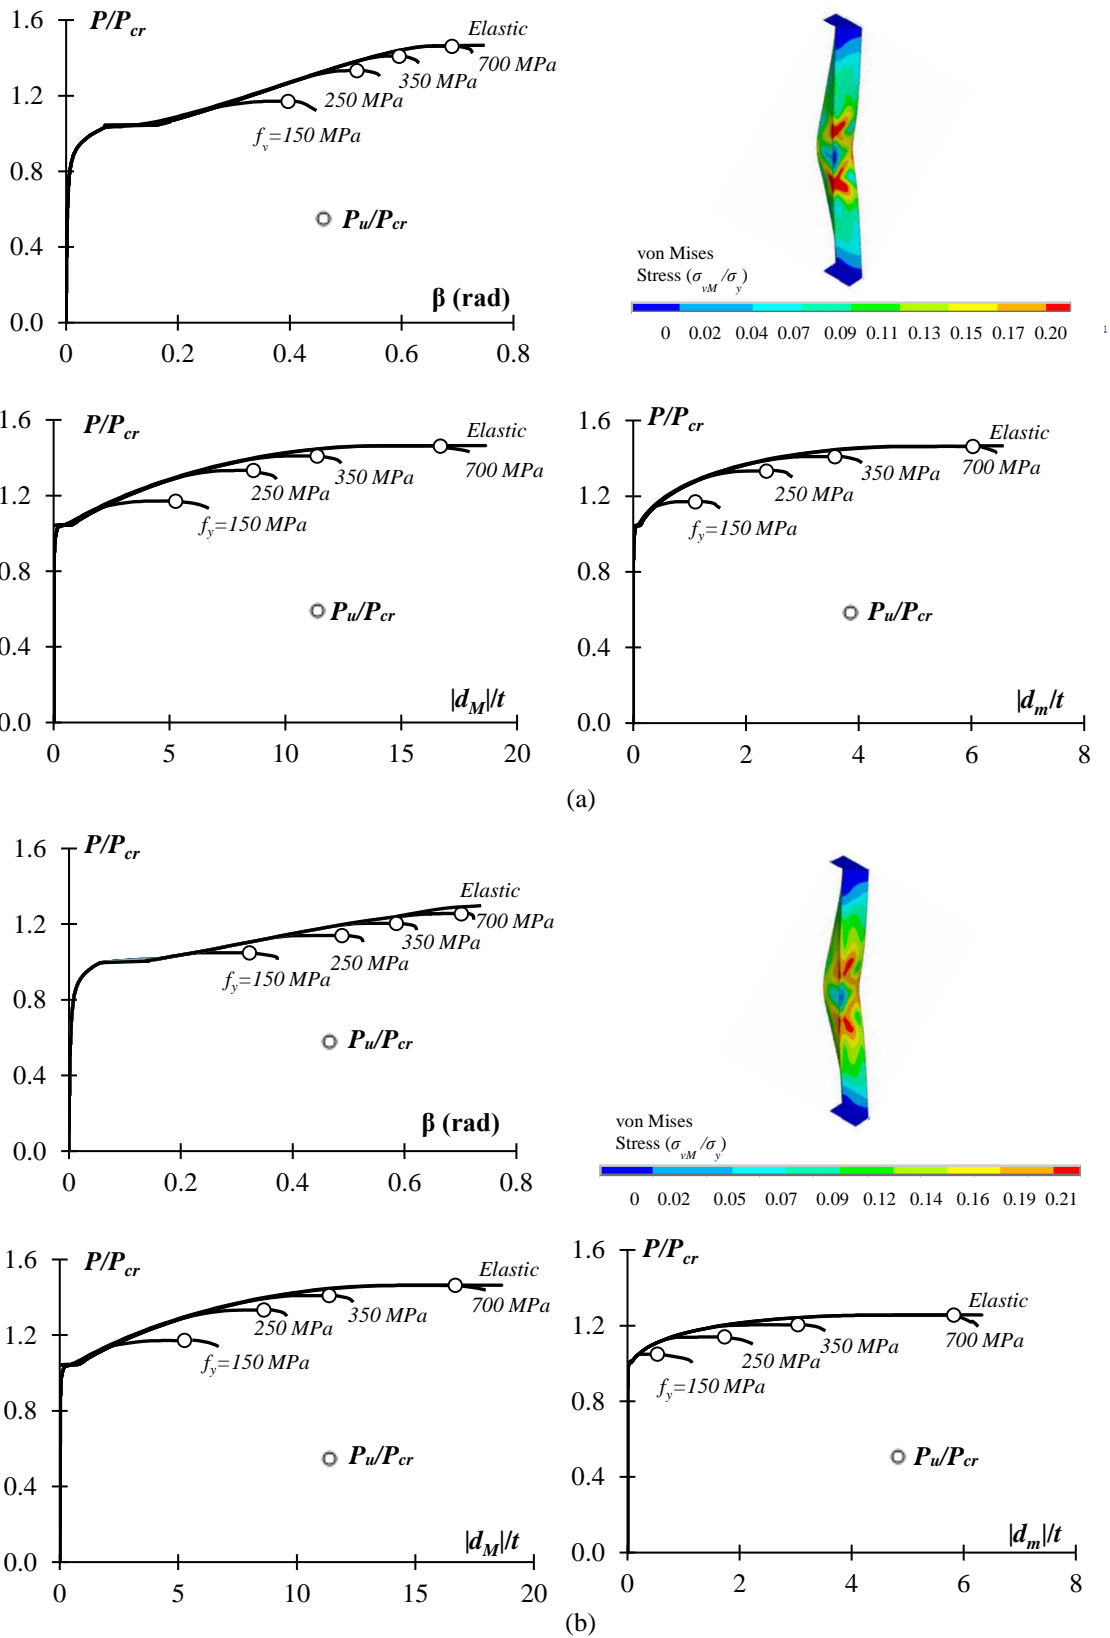 1.6
P/Pcr
Elastic
700 MPa
350 MPa
250 MPa
1.2
fy=150 MPa
0.8
Pu/Pcr
0.4
β (rad)
0.0
0 0.2 0.4 0.6 0.8
von Mises
Stress (σvM /σy)
0 0.02 0.04 0.07 0.09 0.11 0.13 0.15 0.17 0.20
1
1.6
P/Pcr
Elastic
700 MPa
350 MPa
250 MPa
1.2
fy=150 MPa
0.8
Pu/Pcr
0.4
|dM|/t
0.0
0 5 10 15 20
1.6
P/Pcr
Elastic
700 MPa
350 MPa
250 MPa
1.2
fy=150 MPa
0.8
Pu/Pcr
0.4
|dm|/t
0.0
0 2 4 6 8
(a)
1.6
P/Pcr
Elastic
700 MPa
350 MPa
250 MPa
1.2
fy=150 MPa
0.8
Pu/Pcr
0.4
β (rad)
0.0
0 0.2 0.4 0.6 0.8
von Mises
Stress (σvM /σy)
0 0.02 0.05 0.07 0.09 0.12 0.14 0.16 0.19 0.21
1.6
P/Pcr
Elastic
700 MPa
350 MPa
250 MPa
1.2
fy=150 MPa
0.8
Pu/Pcr
0.4
|dM|/t
0.0
0 5 10 15 20
1.6
P/Pcr
Elastic
700 MPa
350 MPa
250 MPa
1.2
fy=150 MPa
0.8
Pu/Pcr
0.4
|dm|/t
0.0
0 2 4 6 8
(b)